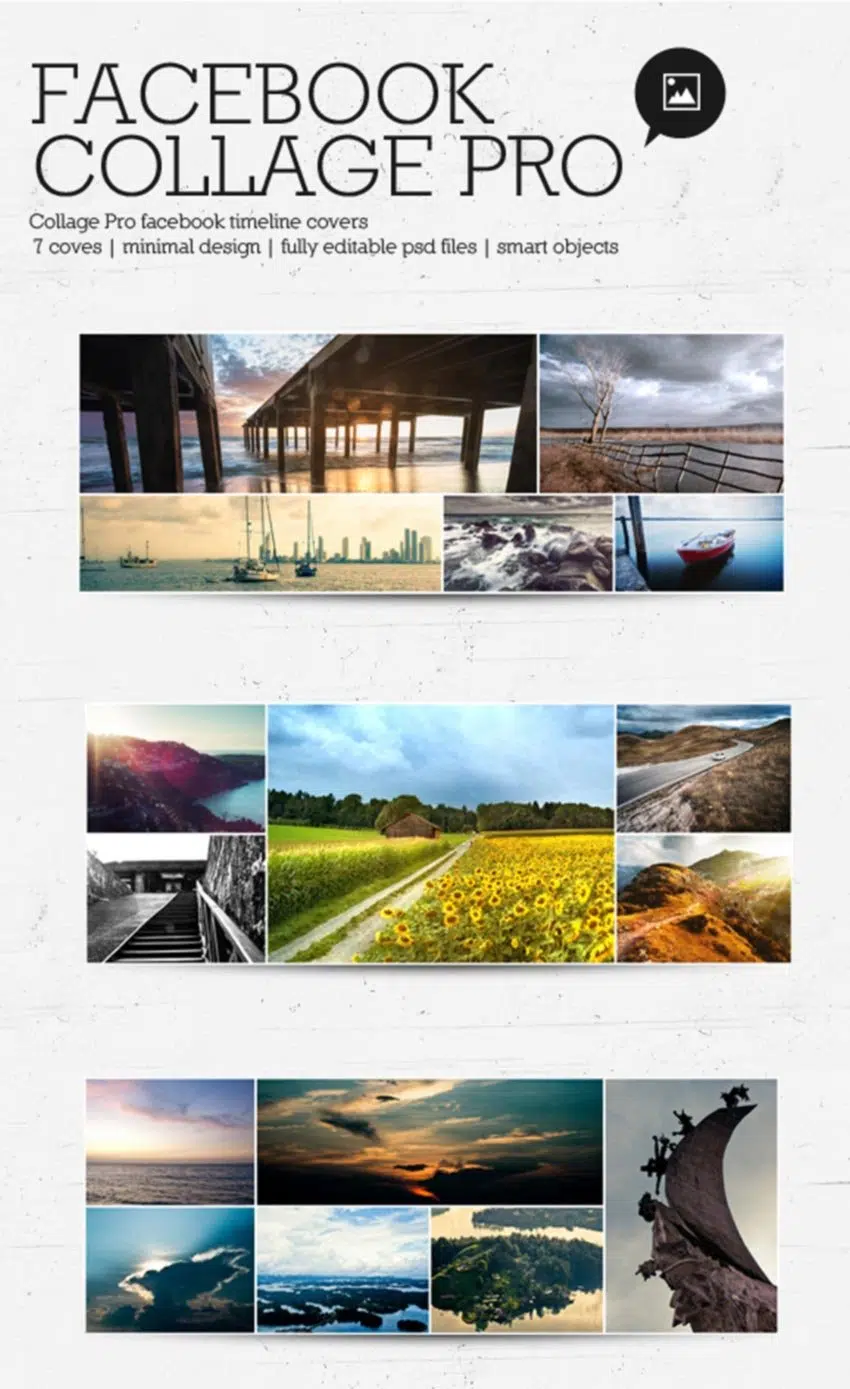 FACEBOOK
COLLAGE PRO
Collage Pro facebook timeline covers
7 coves | minimal design | fully editable psd files | smart objects